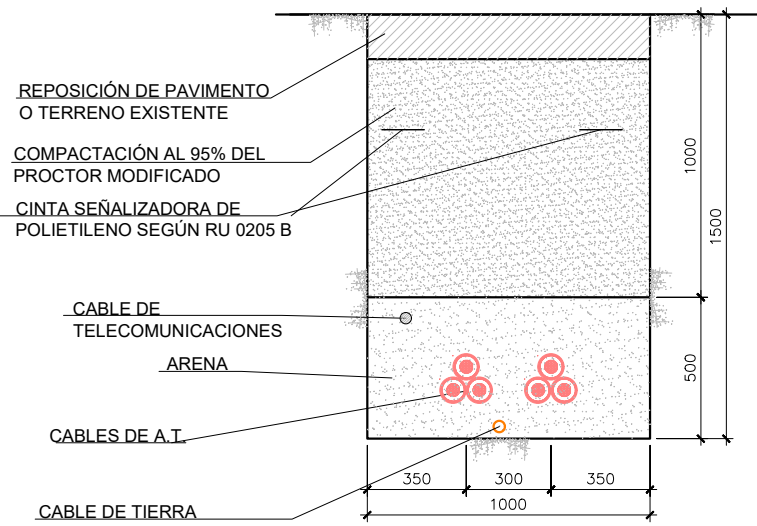 REPOSICIÓN DE PAVIMENTO
O TERRENO EXISTENTE
COMPACTACIÓN AL 95% DEL
PROCTOR MODIFICADO
CINTA SEÑALIZADORA DE
POLIETILENO SEGÚN RU 0205 B
CABLE DE
TELECOMUNICACIONES
ARENA
CABLES DE A.T.
CABLE DE TIERRA
1000
1500
500
350
300
350
1000